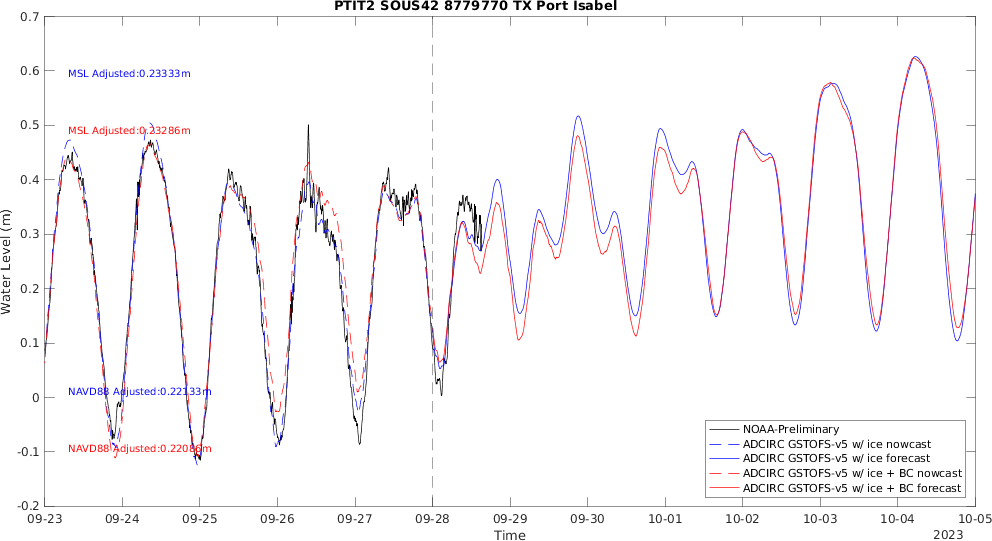 PTIT2 SOUS42 8779770 TX Port Isabel
0.7
0.6
0.5
0.4
0.3
0.2
0.1
0
-0.1
-0.2
Water Level (m)
MSL Adjusted:0.23333m
MSL Adjusted:0.23286m
NAVD88 Adjusted:0.22133m
NAVD88 Adjusted:0.22086m
NOAA-Preliminary
ADCIRC GSTOFS-v5 w/ ice nowcast
ADCIRC GSTOFS-v5 w/ ice forecast
ADCIRC GSTOFS-v5 w/ ice + BC nowcast
ADCIRC GSTOFS-v5 w/ ice + BC forecast
09-23 09-24 09-25 09-26 09-27 09-28 09-29 09-30 10-01 10-02 10-03 10-04 10-05
Time
2023